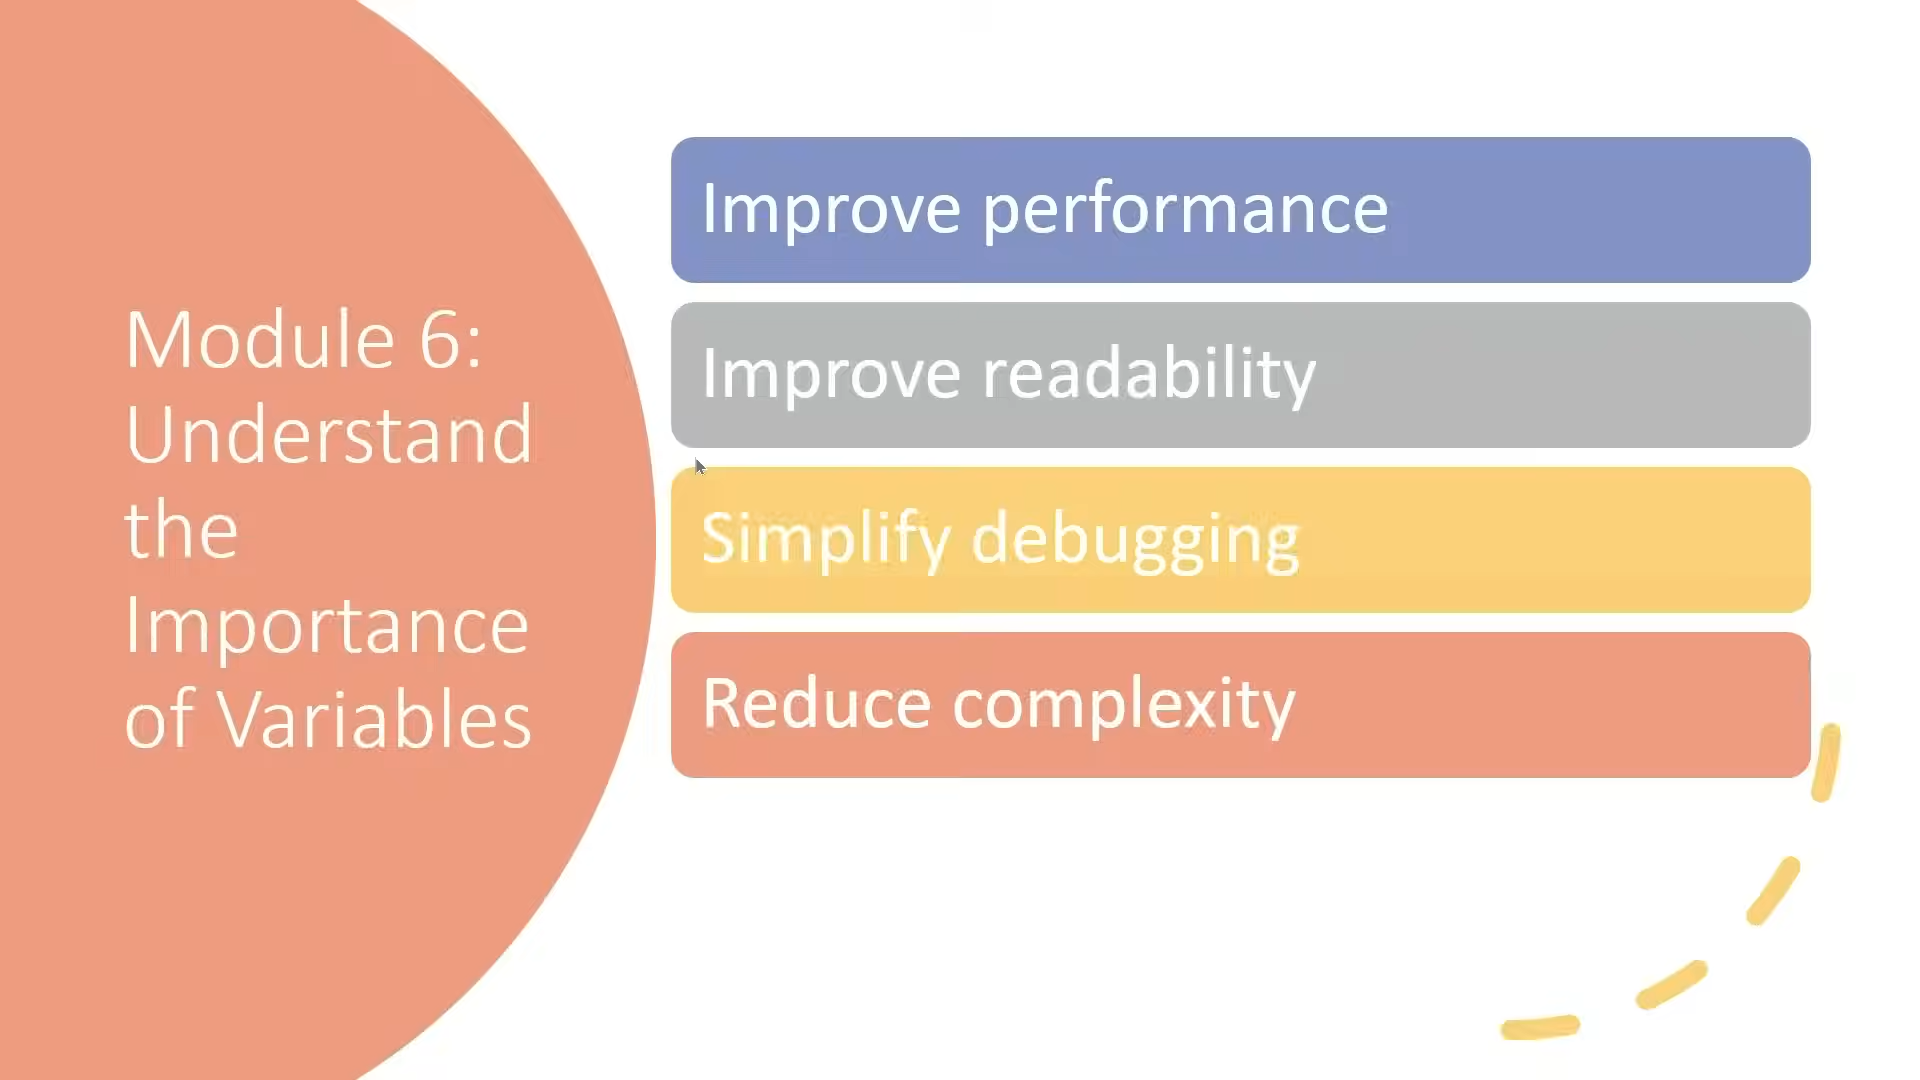 Module 6:
Understand
the
Importance
of Variables
Improve performance
Improve readability
Simplify debugging
Reduce complexity